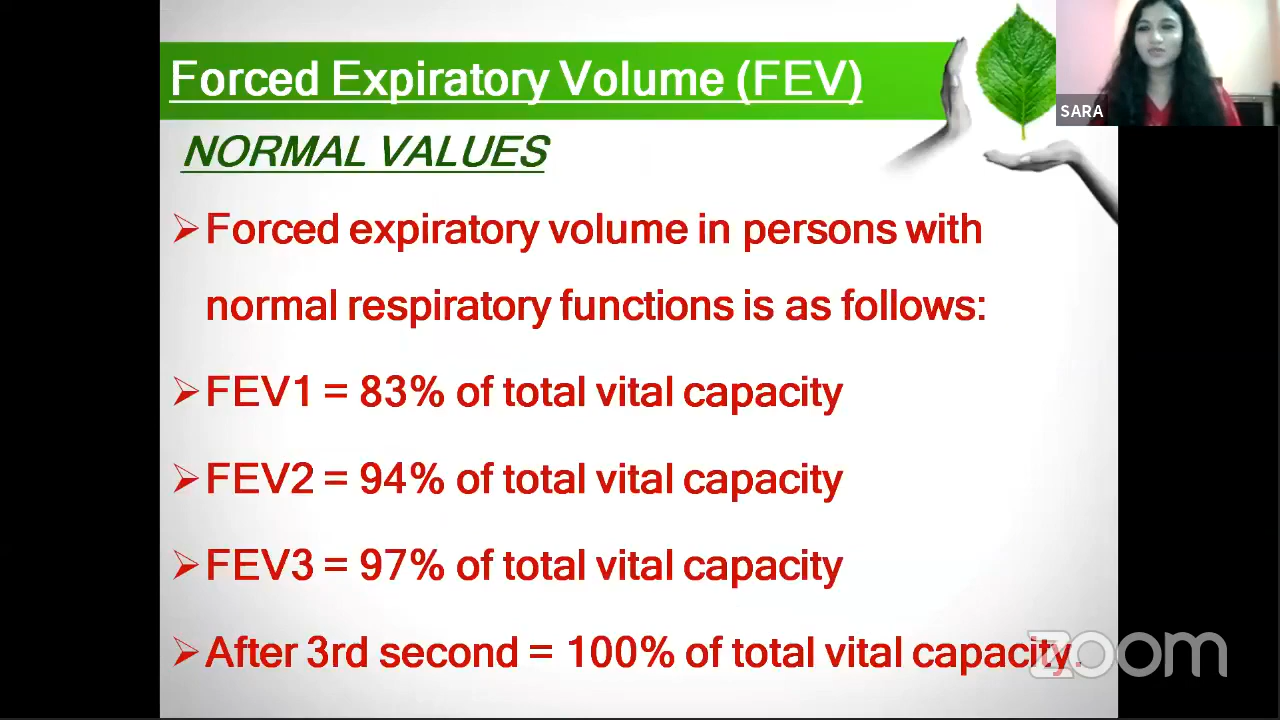 Forced Expiratory Volume (FEV)
SARA
NORMAL VALUES
Forced expiratory volume in persons with
normal respiratory functions is as follows:
FEV1 = 83% of total vital capacity
FEV2 = 94% of total vital capacity
FEV3 = 97% of total vital capacity
After 3rd second = 100% of total vital capacity.
zoom